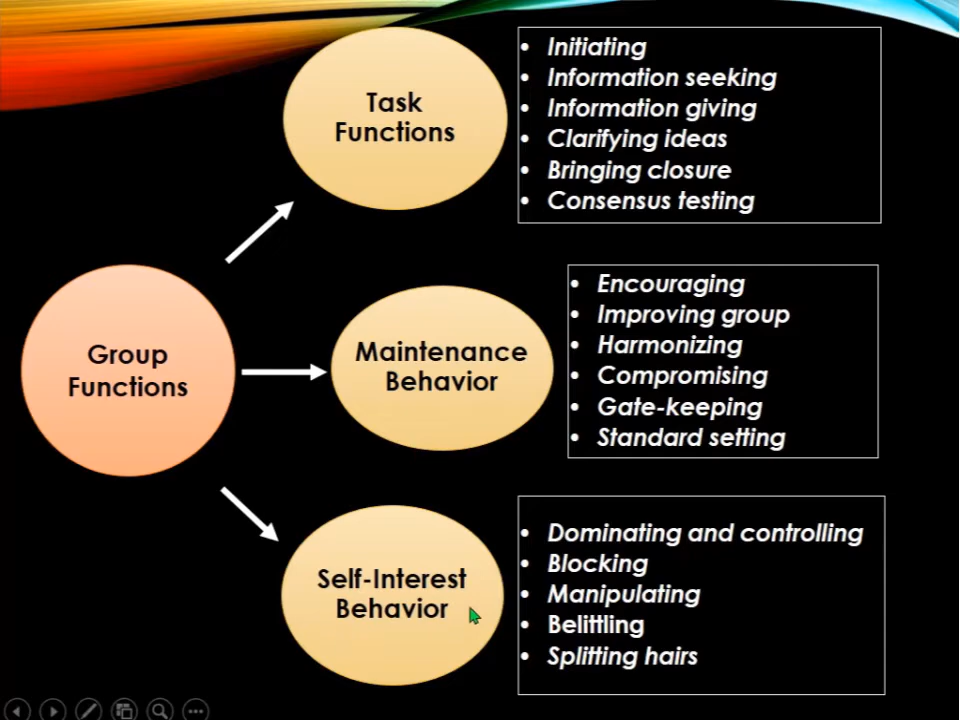 Task
Functions
• Initiating
• Information seeking
• Information giving
• Clarifying ideas
• Bringing closure
• Consensus testing
Group
Functions
Maintenance
Behavior
• Encouraging
• Improving group
• Harmonizing
• Compromising
• Gate-keeping
• Standard setting
Self-Interest
Behavior
• Dominating and controlling
• Blocking
• Manipulating
• Belittling
• Splitting hairs